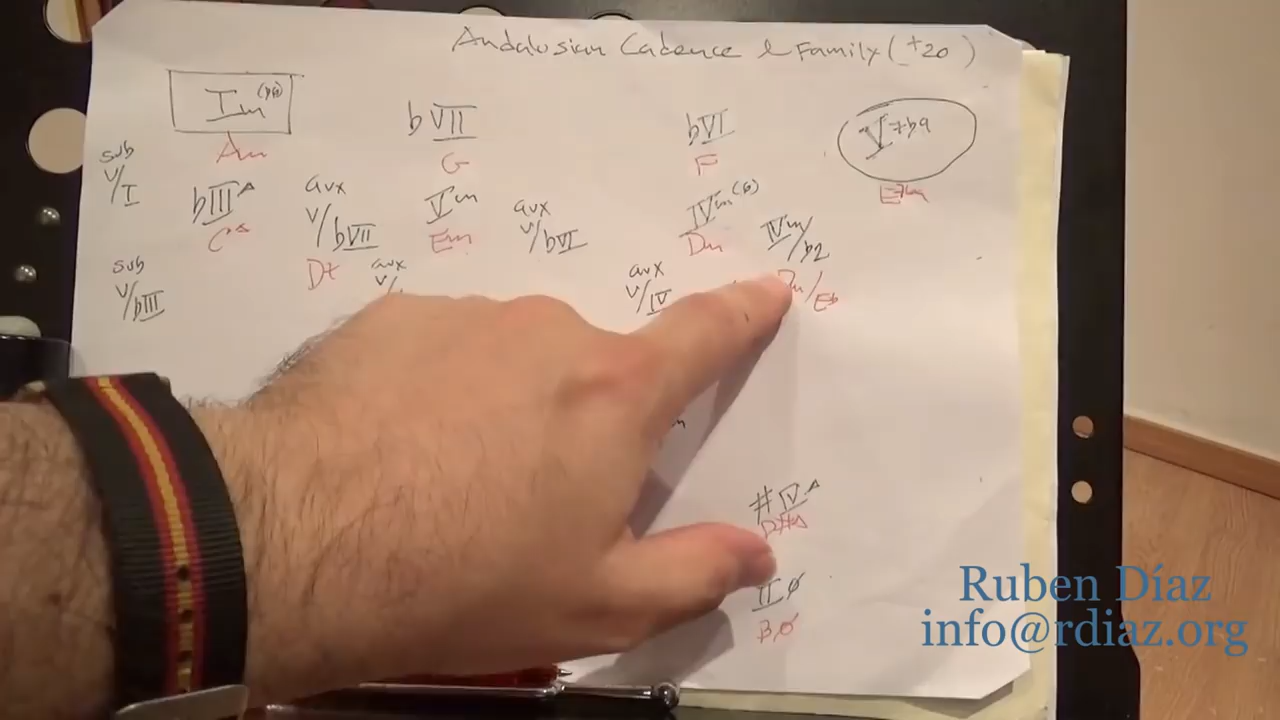 Andalusian Cadence & Family (+20)
Im(b6) bVII bVI V7b9
Am G F
sub V/I bIII∆ aux V/bVII Vm aux V/bVI IVm(6) IVm/b2
C∆ D7 Em Dm Dm/Eb
sub V/bIII aux V/ aux V/IV
#IV∆
D#∆
IIø
Bø
Ruben Díaz
info@rdiaz.org